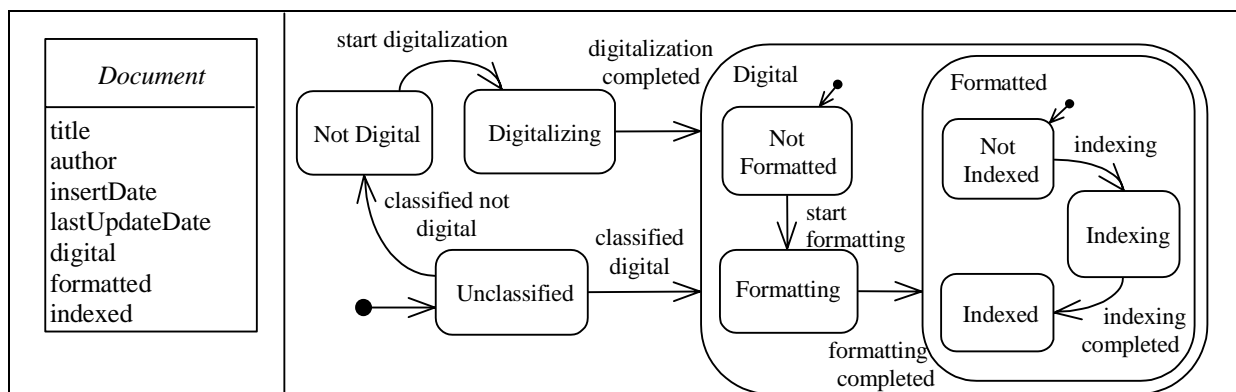 Document
title
author
insertDate
lastUpdateDate
digital
formatted
indexed
start digitalization
digitalization
completed
Not Digital
Digitalizing
classified not
digital
classified
digital
Unclassified
Digital
Not
Formatted
start
formatting
Formatting
formatting
completed
Formatted
Not
Indexed
indexing
Indexing
Indexed
indexing
completed